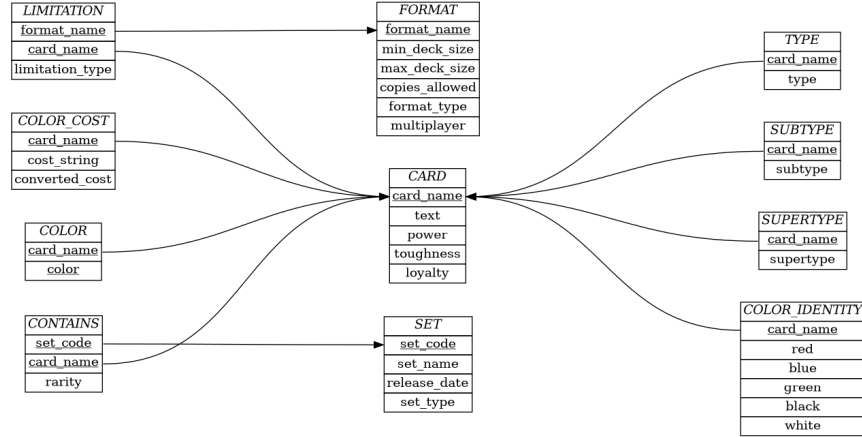 LIMITATION
format_name
card_name
limitation_type
COLOR_COST
card_name
cost_string
converted_cost
COLOR
card_name
color
CONTAINS
set_code
card_name
rarity
FORMAT
format_name
min_deck_size
max_deck_size
copies_allowed
format_type
multiplayer
CARD
card_name
text
power
toughness
loyalty
SET
set_code
set_name
release_date
set_type
TYPE
card_name
type
SUBTYPE
card_name
subtype
SUPERTYPE
card_name
supertype
COLOR_IDENTITY
card_name
red
blue
green
black
white